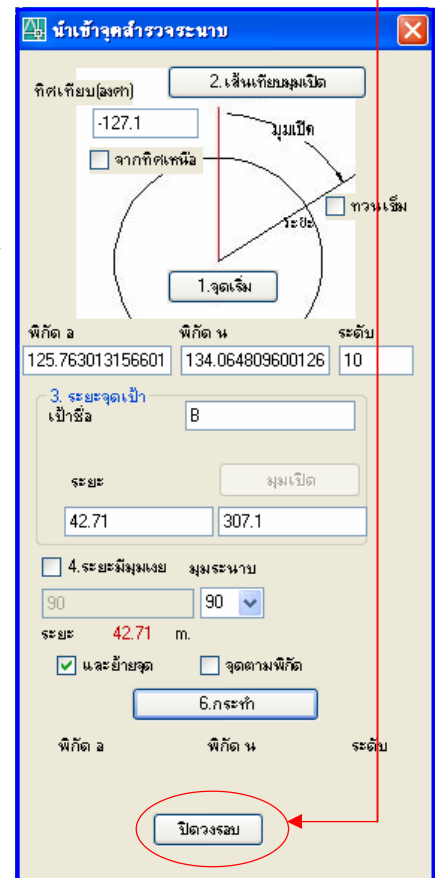 นำเข้าจุดสำรวจระนาบ
ทิศเทียบ(องศา)
2.เส้นเทียบมุมเปิด
-127.1
มุมเปิด
จากทิศเหนือ
ทวนเข็ม
ระยะ
1.จุดเริ่ม
พิกัด อ พิกัด น ระดับ
125.763013156601 134.064809600126 10
3. ระยะจุดเป้า
เป้าชื่อ B
ระยะ มุมเปิด
42.71 307.1
4.ระยะมีมุมเงย มุมระนาบ
90 90
ระยะ 42.71 m.
และย้ายจุด จุดตามพิกัด
6.กระทำ
พิกัด อ พิกัด น ระดับ
ปิดวงรอบ